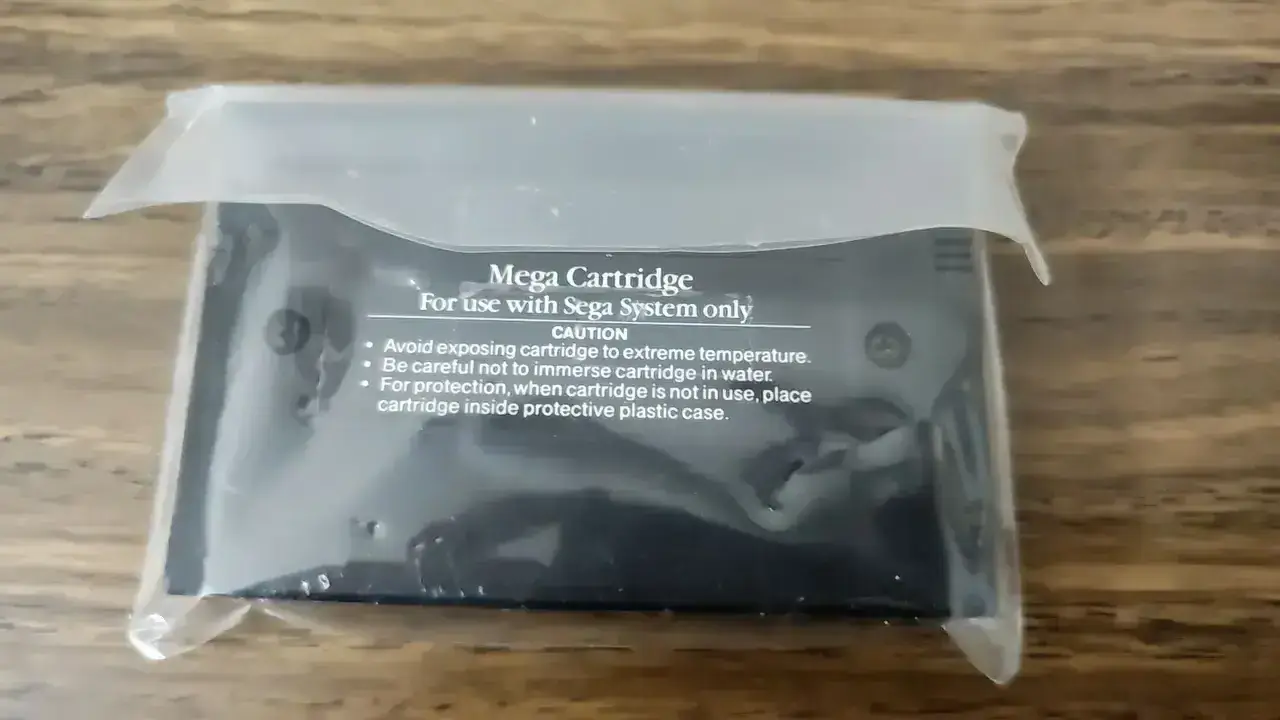 Mega Cartridge
For use with Sega System only
CAUTION
• Avoid exposing cartridge to extreme temperature.
• Be careful not to immerse cartridge in water.
• For protection, when cartridge is not in use, place
cartridge inside protective plastic case.